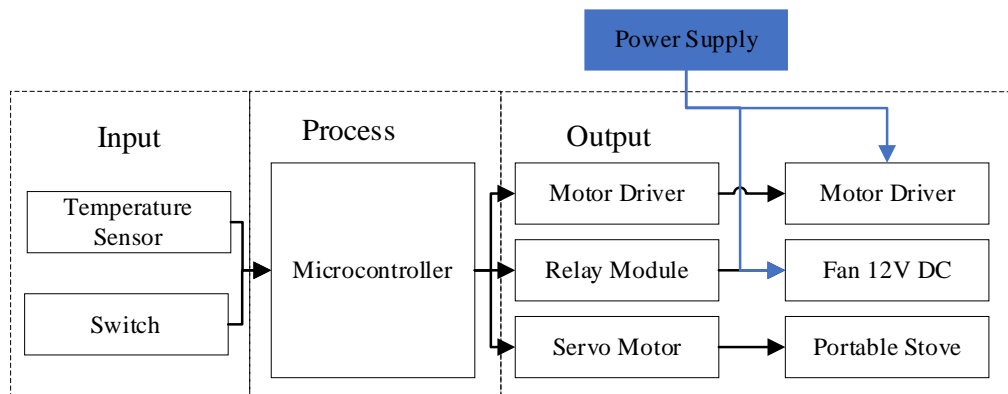 Power Supply
Input
Process
Output
Temperature
Sensor
Switch
Microcontroller
Motor Driver
Motor Driver
Relay Module
Fan 12V DC
Servo Motor
Portable Stove